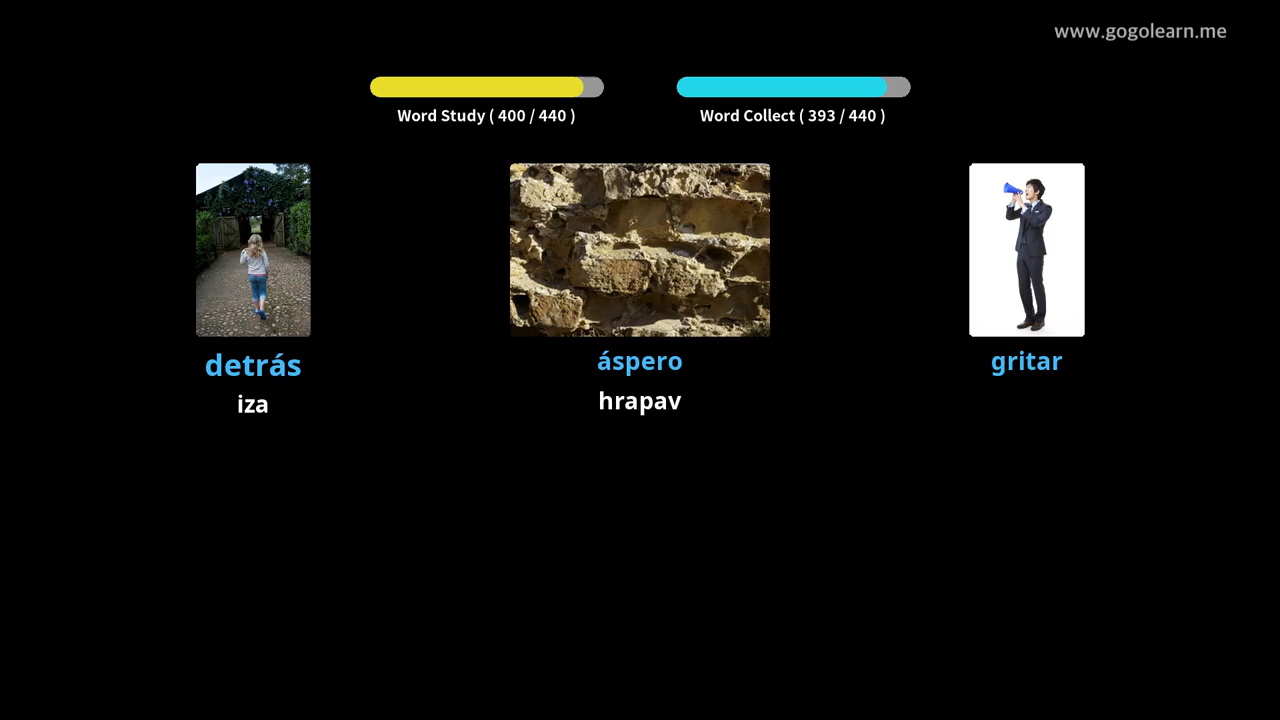 www.gogolearn.me
Word Study ( 400 / 440 )
Word Collect ( 393 / 440 )
detrás
iza
áspero
hrapav
gritar